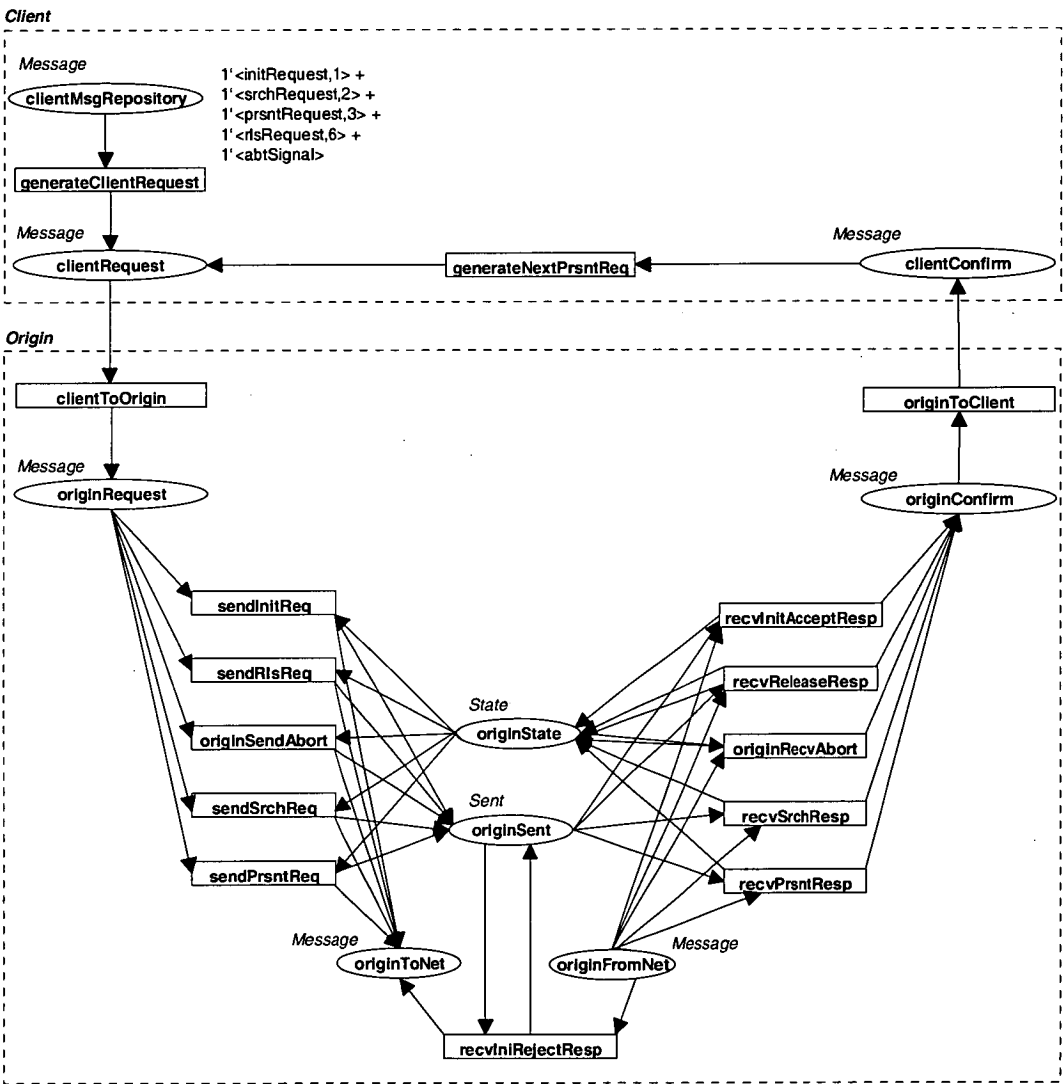 Client
Message
clientMsgRepository
1'<initRequest,1> +
1'<srchRequest,2> +
1'<prsntRequest,3> +
1'<rlsRequest,6> +
1'<abtSignal>
generateClientRequest
Message
clientRequest
generateNextPrsntReq
Message
clientConfirm
Origin
clientToOrigin
originToClient
Message
originRequest
Message
originConfirm
sendInitReq
recvInitAcceptResp
sendRlsReq
recvReleaseResp
State
originState
originSendAbort
originRecvAbort
Sent
originSent
sendSrchReq
recvSrchResp
sendPrsntReq
recvPrsntResp
Message
originToNet
Message
originFromNet
recvIniRejectResp